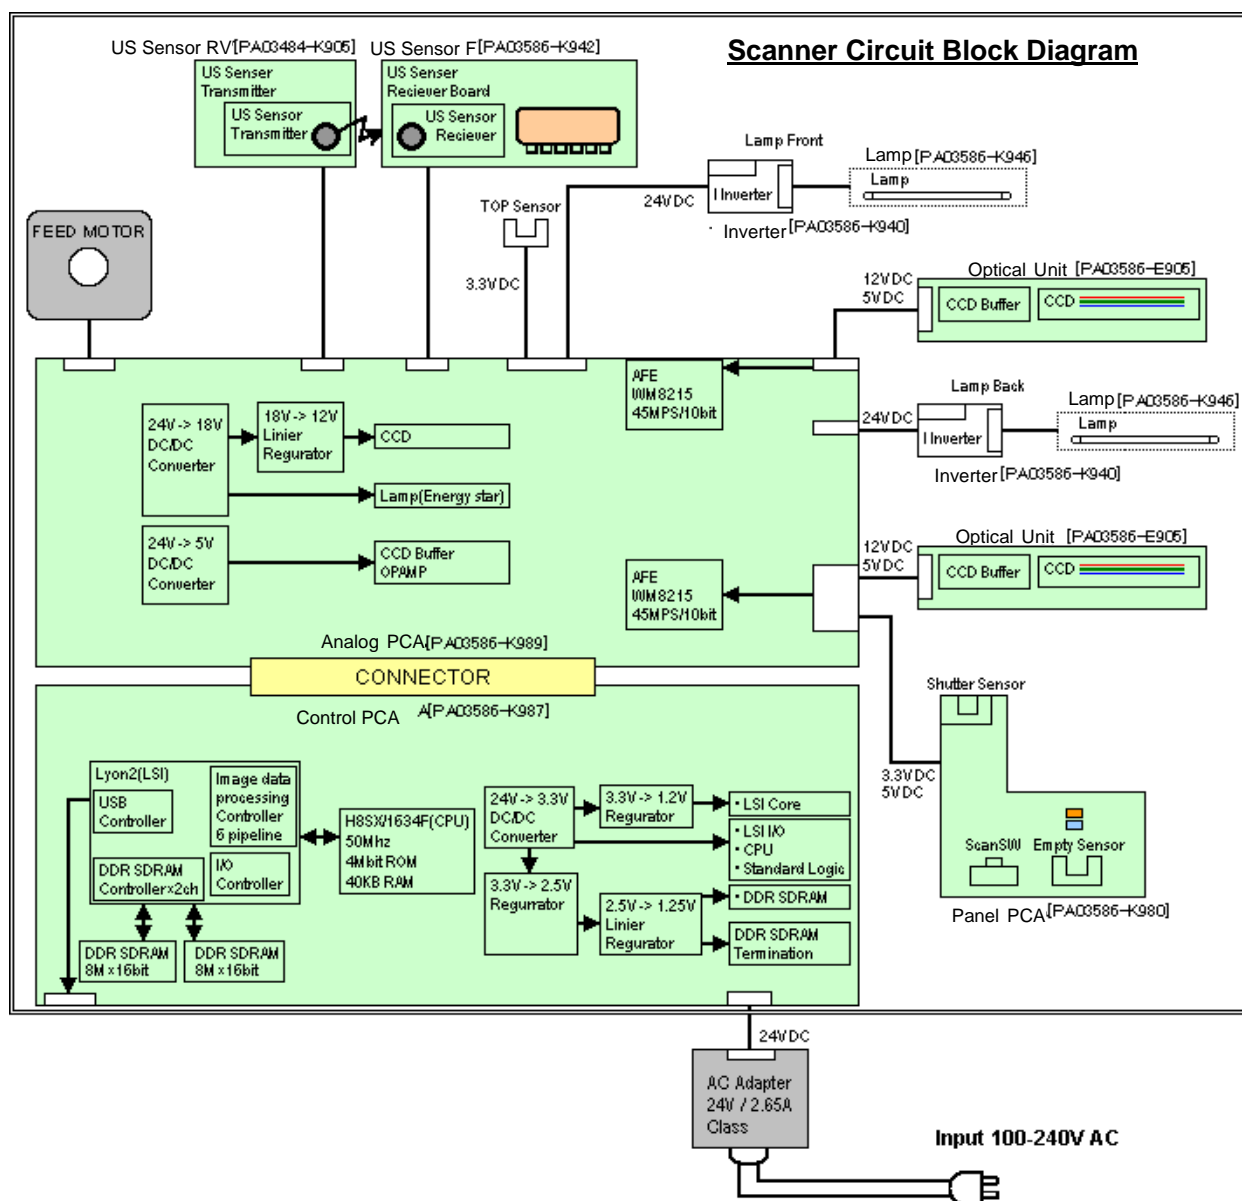 Scanner Circuit Block Diagram
US Sensor RV[PA03484-K905]
US Senser
Transmitter
US Sensor
Transmitter
US Sensor F[PA03586-K942]
US Senser
Reciever Board
US Sensor
Reciever
Lamp Front
24VDC
I Inverter
Inverter[PA03586-K940]
Lamp[PA03586-K946]
Lamp
TOP Sensor
3.3VDC
FEED MOTOR
12VDC
5VDC
Optical Unit [PA03586-E905]
CCD Buffer
CCD
AFE
WM8215
45MPS/10bit
24V -> 18V
DC/DC
Converter
18V -> 12V
Linier
Regurator
CCD
Lamp(Energy star)
24V -> 5V
DC/DC
Converter
CCD Buffer
OPAMP
Lamp Back
24VDC
I Inverter
Inverter[PA03586-K940]
Lamp[PA03586-K946]
Lamp
12VDC
5VDC
Optical Unit [PA03586-E905]
CCD Buffer
CCD
AFE
WM8215
45MPS/10bit
Analog PCA[PA03586-K989]
CONNECTOR
Control PCA A[PA03586-K987]
Shutter Sensor
3.3VDC
5VDC
ScanSW
Empty Sensor
Panel PCA[PA03586-K980]
Lyon2(LSI)
USB
Controller
Image data
processing
Controller
6 pipeline
DDR SDRAM
Controller×2ch
I/O
Controller
DDR SDRAM
8M ×16bit
DDR SDRAM
8M ×16bit
H8SX/1634F(CPU)
50Mhz
4Mbit ROM
40KB RAM
24V -> 3.3V
DC/DC
Converter
3.3V -> 1.2V
Regurator
・LSI Core
・LSI I/O
・CPU
・Standard Logic
3.3V -> 2.5V
Regurrator
2.5V -> 1.25V
Linier
Regurator
・DDR SDRAM
DDR SDRAM
Termination
24VDC
AC Adapter
24V / 2.65A
Class
Input 100-240V AC